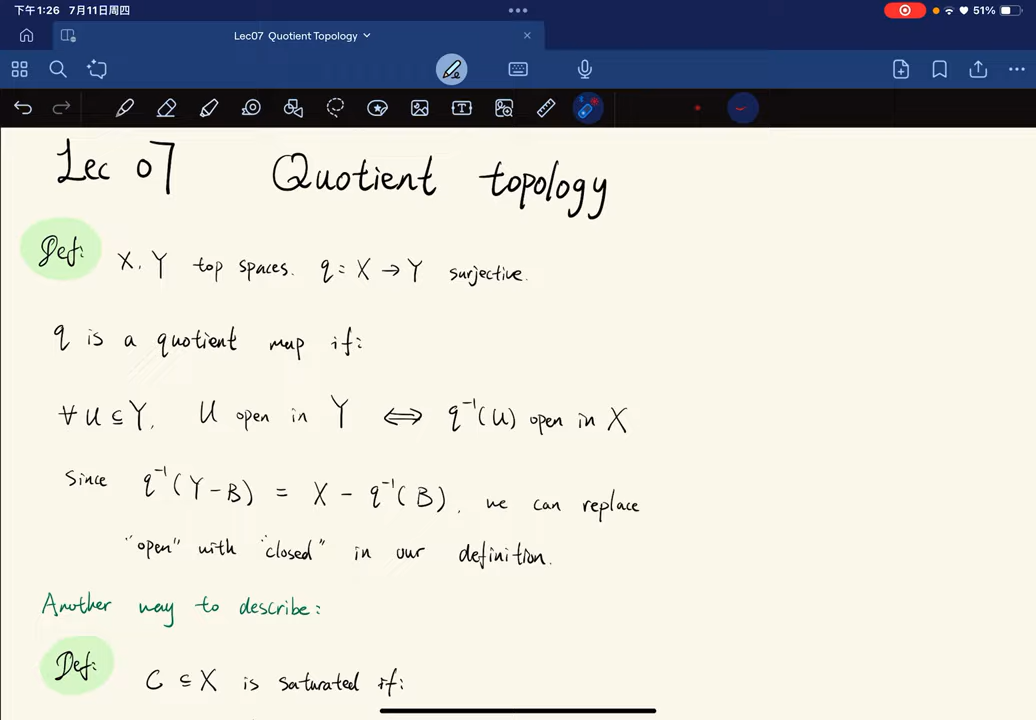 下午1:26 7月11日周四
51%
Lec07 Quotient Topology
Lec 07 Quotient topology
Def: X, Y top spaces. q: X → Y surjective.
q is a quotient map if:
∀ U ⊆ Y, U open in Y ⟺ q⁻¹(U) open in X
Since q⁻¹(Y-B) = X - q⁻¹(B), we can replace
"open" with "closed" in our definition.
Another way to describe:
Def: C ⊆ X is saturated if: